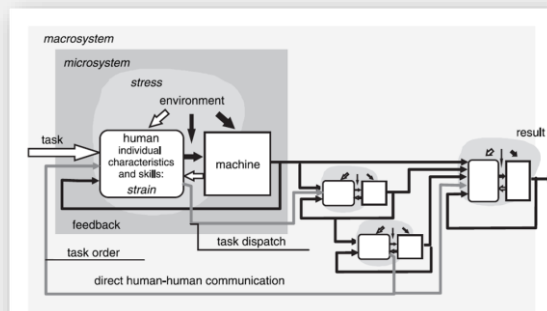 macrosystem
microsystem
stress
environment
task
human
individual
characteristics
and skills:
strain
machine
result
feedback
task dispatch
task order
direct human-human communication